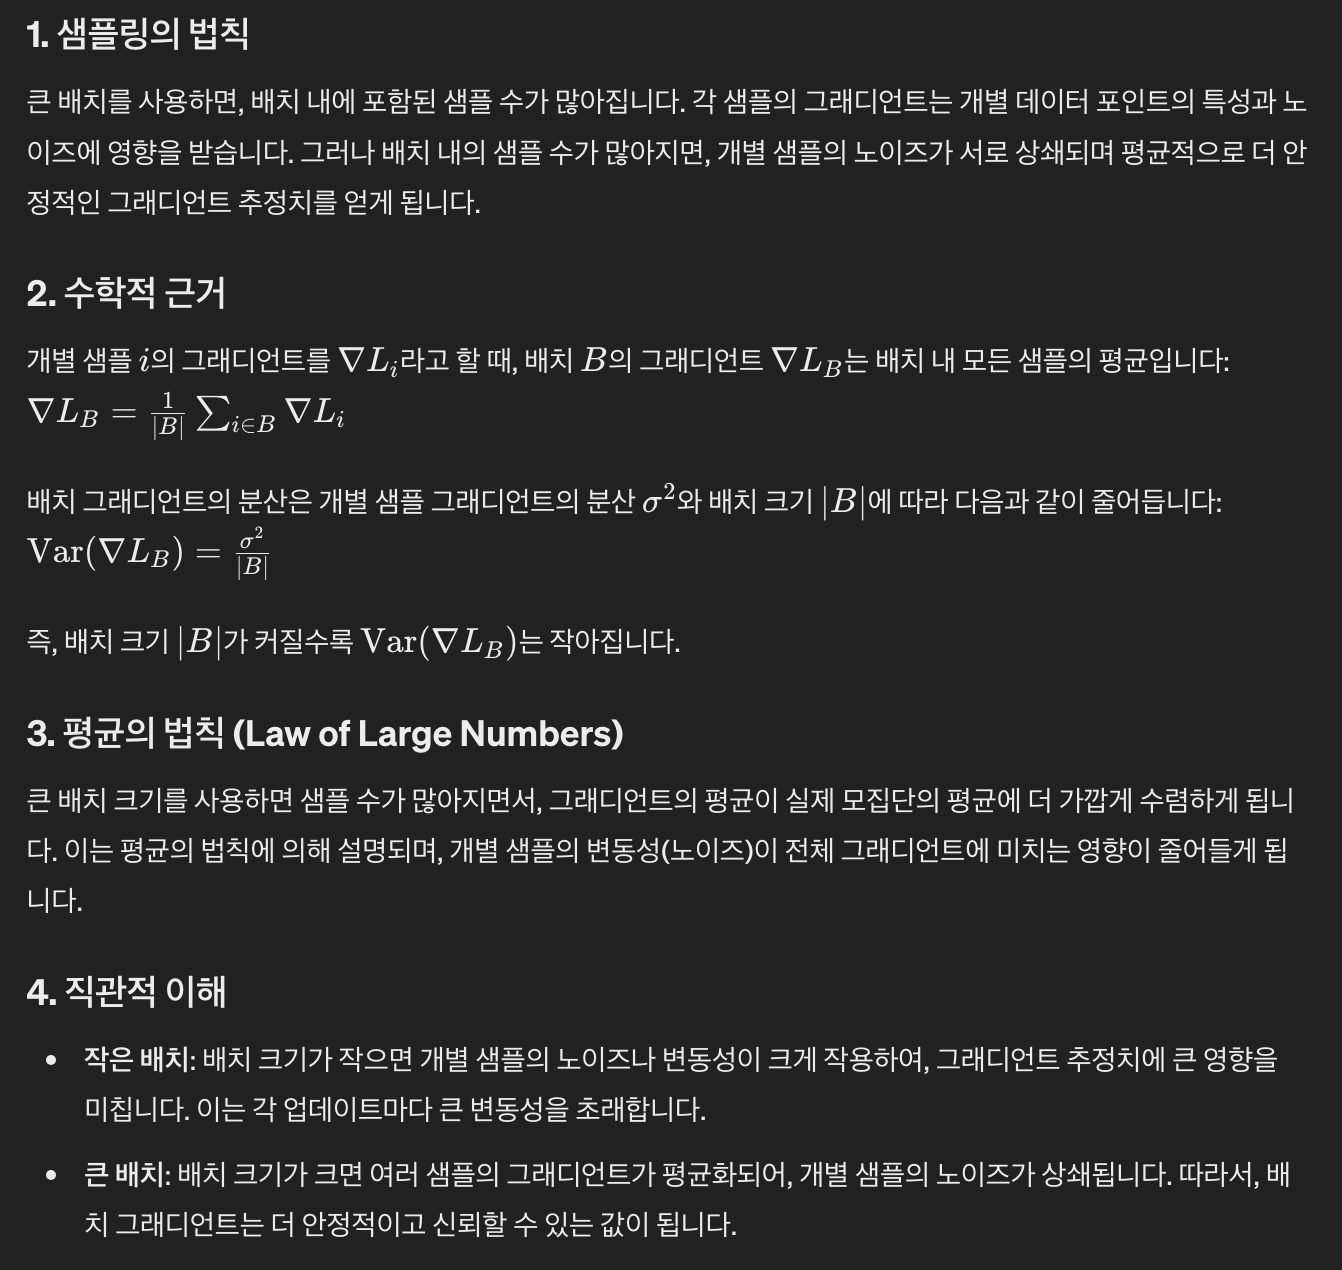 1. 샘플링의 법칙
큰 배치를 사용하면, 배치 내에 포함된 샘플 수가 많아집니다. 각 샘플의 그래디언트는 개별 데이터 포인트의 특성과 노
이즈에 영향을 받습니다. 그러나 배치 내의 샘플 수가 많아지면, 개별 샘플의 노이즈가 서로 상쇄되며 평균적으로 더 안
정적인 그래디언트 추정치를 얻게 됩니다.
2. 수학적 근거
개별 샘플 i의 그래디언트를 ∇L_i라고 할 때, 배치 B의 그래디언트 ∇L_B는 배치 내 모든 샘플의 평균입니다:
∇L_B = \frac{1}{|B|} ∑_{i∈B} ∇L_i
배치 그래디언트의 분산은 개별 샘플 그래디언트의 분산 σ²와 배치 크기 |B|에 따라 다음과 같이 줄어듭니다:
Var(∇L_B) = \frac{σ²}{|B|}
즉, 배치 크기 |B|가 커질수록 Var(∇L_B)는 작아집니다.
3. 평균의 법칙 (Law of Large Numbers)
큰 배치 크기를 사용하면 샘플 수가 많아지면서, 그래디언트의 평균이 실제 모집단의 평균에 더 가깝게 수렴하게 됩니
다. 이는 평균의 법칙에 의해 설명되며, 개별 샘플의 변동성(노이즈)이 전체 그래디언트에 미치는 영향이 줄어들게 됩
니다.
4. 직관적 이해
• 작은 배치: 배치 크기가 작으면 개별 샘플의 노이즈나 변동성이 크게 작용하여, 그래디언트 추정치에 큰 영향을
미칩니다. 이는 각 업데이트마다 큰 변동성을 초래합니다.
• 큰 배치: 배치 크기가 크면 여러 샘플의 그래디언트가 평균화되어, 개별 샘플의 노이즈가 상쇄됩니다. 따라서, 배
치 그래디언트는 더 안정적이고 신뢰할 수 있는 값이 됩니다.